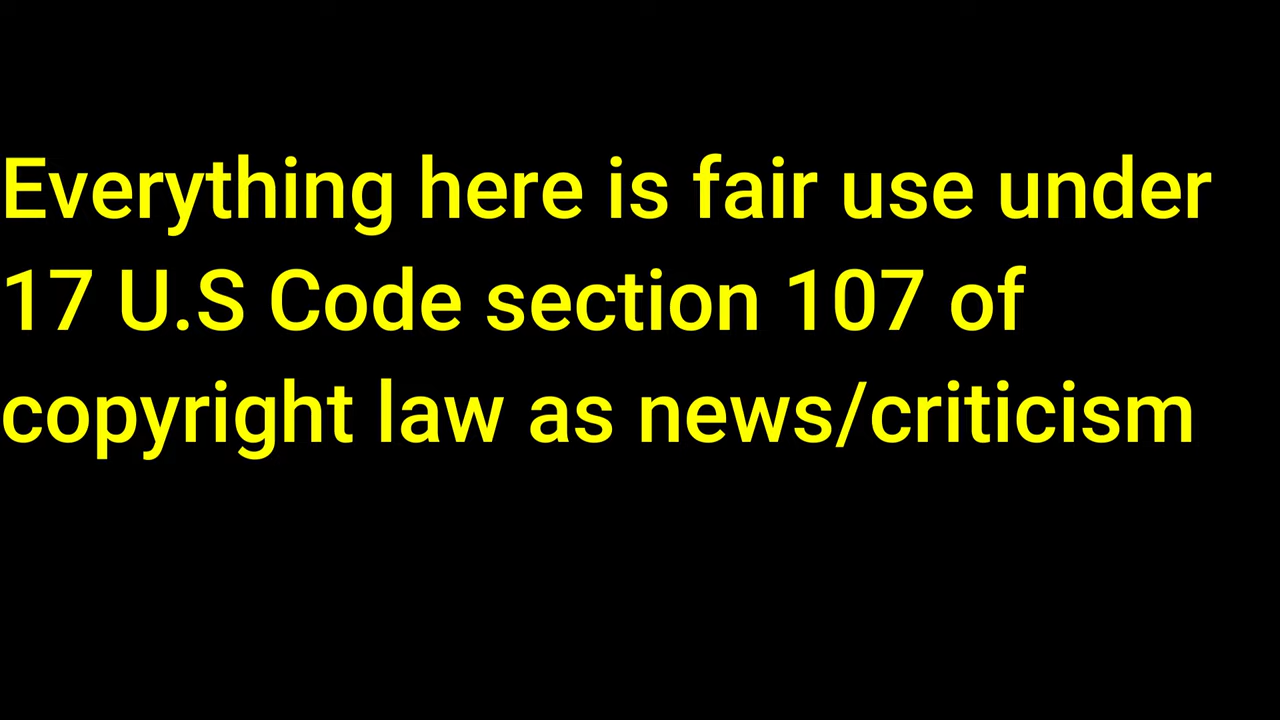 Everything here is fair use under
17 U.S Code section 107 of
copyright law as news/criticism